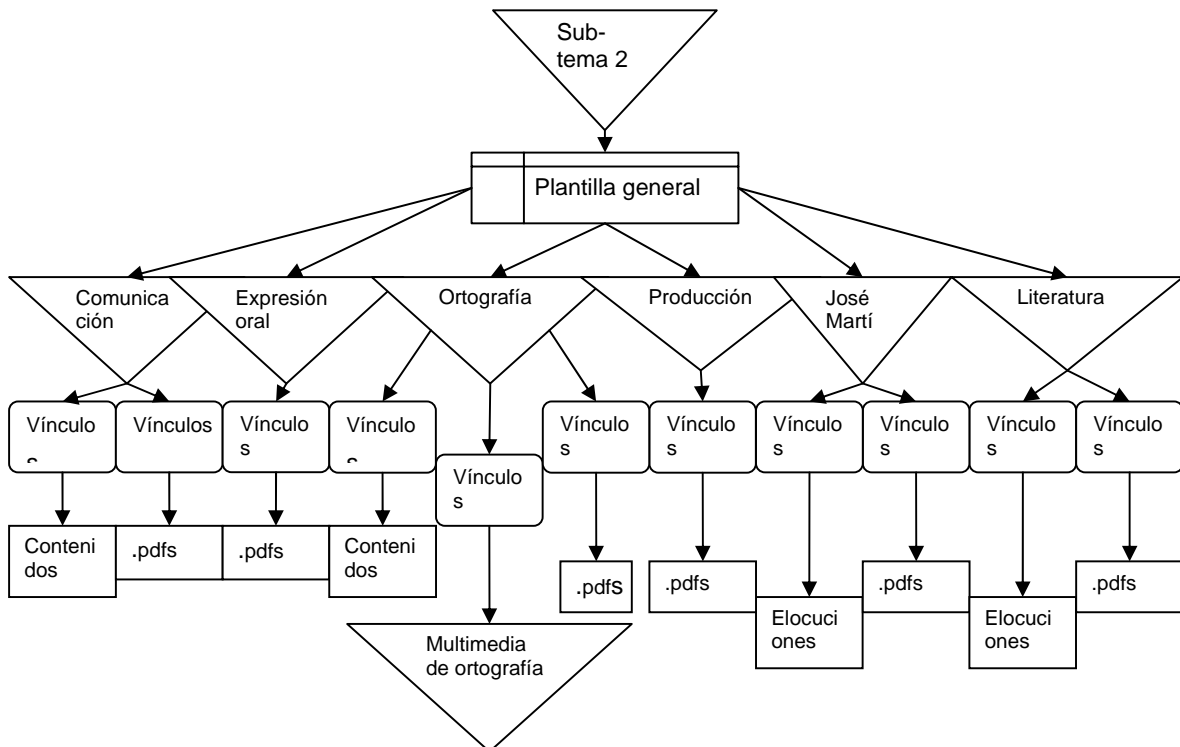 Sub-
tema 2
Plantilla general
Comunica
ción
Expresión
oral
Ortografía
Producción
José
Martí
Literatura
Vínculo
s
Vínculos
Vínculo
s
Vínculo
s
Vínculo
s
Vínculo
s
Vínculo
s
Vínculo
s
Vínculo
s
Vínculo
s
Vínculo
s
Conteni
dos
.pdfs
.pdfs
Conteni
dos
.pdfs
.pdfs
Elocuci
ones
.pdfs
Elocuci
ones
.pdfs
Multimedia
de ortografía